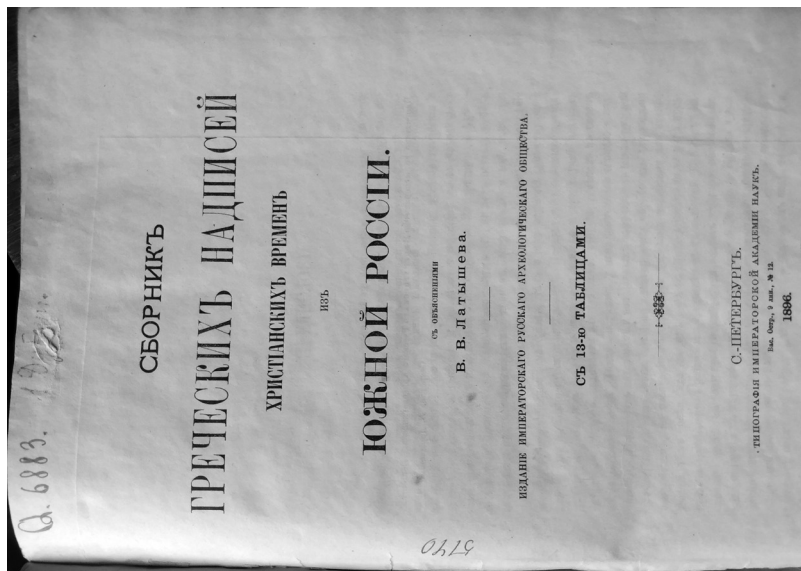 Q. 6883.
СБОРНИКЪ
ГРЕЧЕСКИХЪ НАДПИСЕЙ
ХРИСТІАНСКИХЪ ВРЕМЕНЪ
ИЗЪ
ЮЖНОЙ РОССІИ.
СЪ ОБЪЯСНЕНІЯМИ
В. В. Латышева.
ИЗДАНІЕ ИМПЕРАТОРСКАГО РУССКАГО АРХЕОЛОГИЧЕСКАГО ОБЩЕСТВА.
СЪ 13-ю ТАБЛИЦАМИ.
С.-ПЕТЕРБУРГЪ.
ТИПОГРАФІЯ ИМПЕРАТОРСКОЙ АКАДЕМІИ НАУКЪ.
Вас. Остр., 9 лин., № 12.
1896.
5740